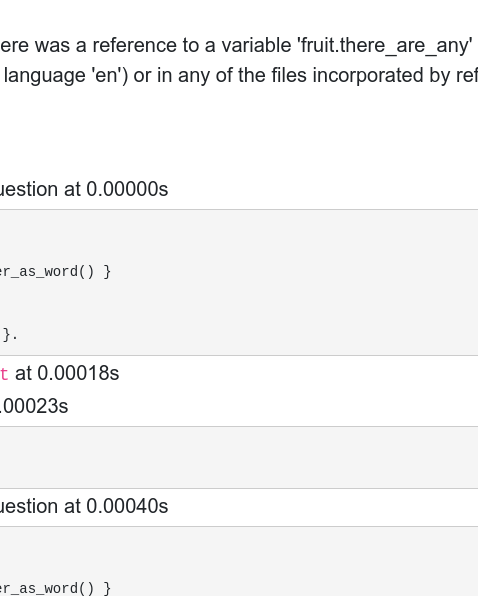 ere was a reference to a variable 'fruit.there_are_any'
language 'en') or in any of the files incorporated by ref
uestion at 0.00000s
er_as_word() }
}.
t at 0.00018s
.00023s
uestion at 0.00040s
er_as_word() }